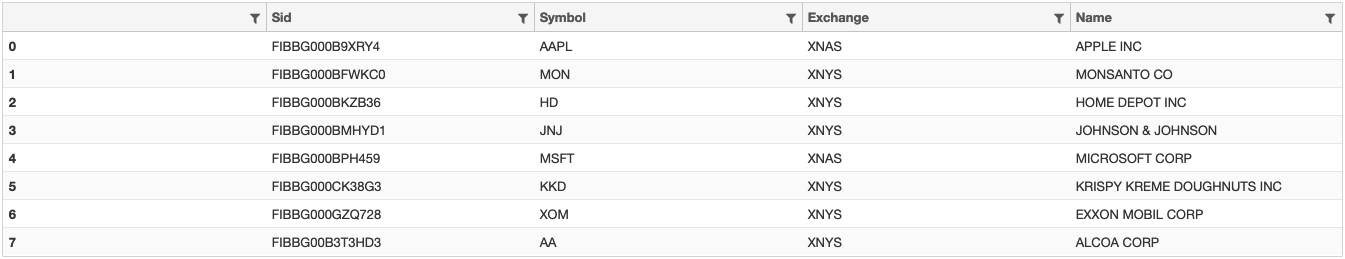 Sid Symbol Exchange Name
0 FIBBG000B9XRY4 AAPL XNAS APPLE INC
1 FIBBG000BFWKC0 MON XNYS MONSANTO CO
2 FIBBG000BKZB36 HD XNYS HOME DEPOT INC
3 FIBBG000BMHYD1 JNJ XNYS JOHNSON & JOHNSON
4 FIBBG000BPH459 MSFT XNAS MICROSOFT CORP
5 FIBBG000CK38G3 KKD XNYS KRISPY KREME DOUGHNUTS INC
6 FIBBG000GZQ728 XOM XNYS EXXON MOBIL CORP
7 FIBBG00B3T3HD3 AA XNYS ALCOA CORP